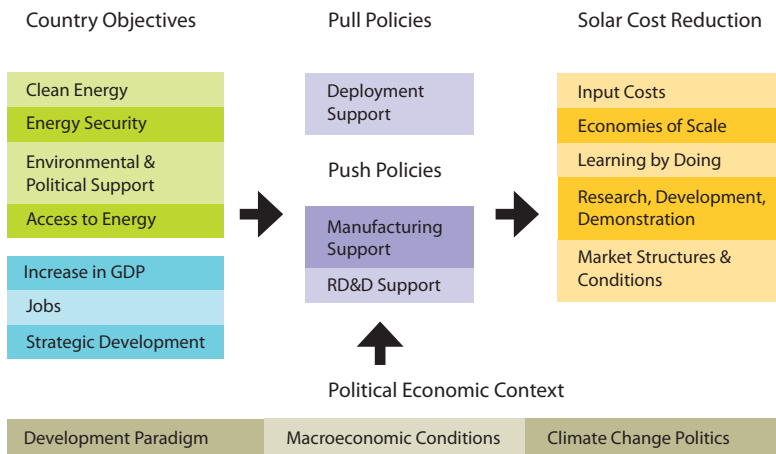 Country Objectives
Clean Energy
Energy Security
Environmental &
Political Support
Access to Energy
Increase in GDP
Jobs
Strategic Development
Pull Policies
Deployment
Support
Push Policies
Manufacturing
Support
RD&D Support
Solar Cost Reduction
Input Costs
Economies of Scale
Learning by Doing
Research, Development,
Demonstration
Market Structures &
Conditions
Political Economic Context
Development Paradigm
Macroeconomic Conditions
Climate Change Politics